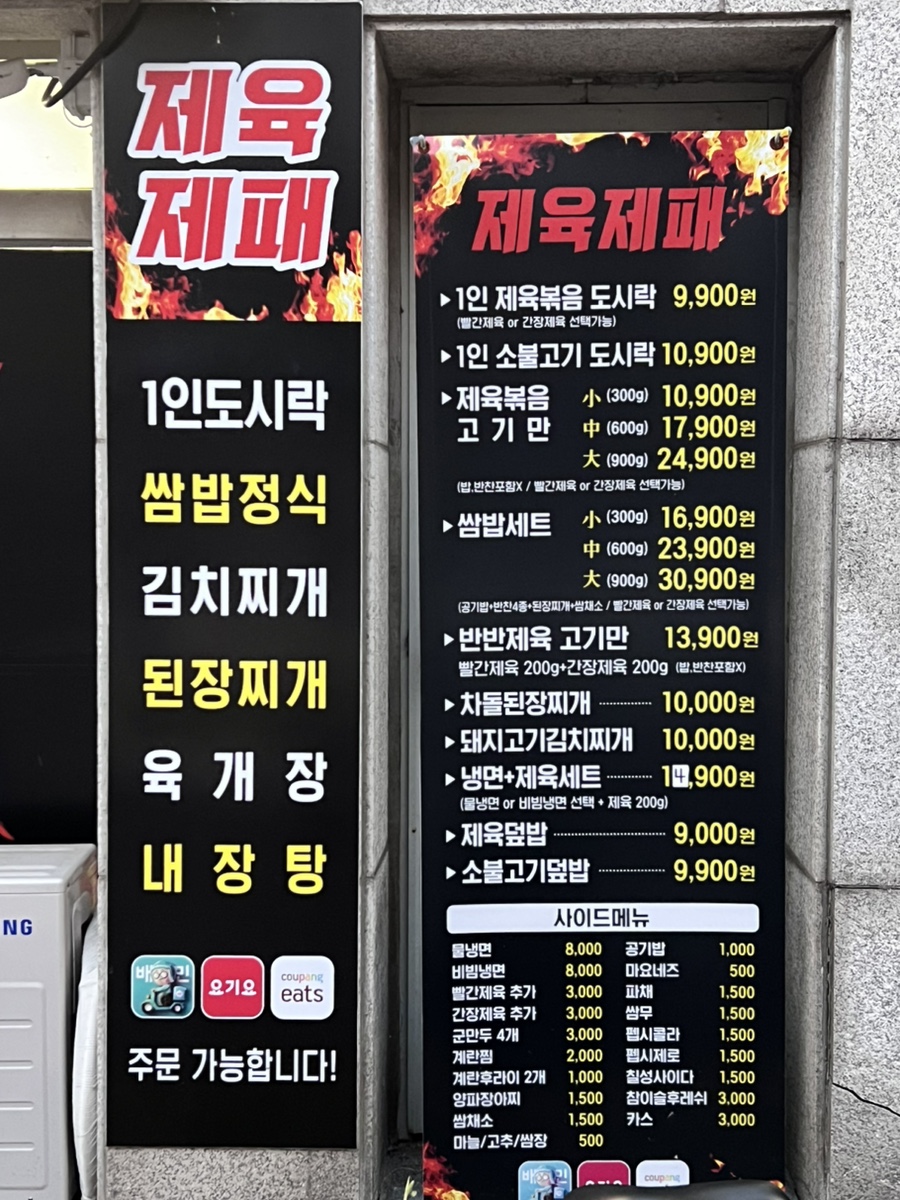 제육
제패
1인도시락
쌈밥정식
김치찌개
된장찌개
육개장
내장탕
배 민
요기요
coupang
eats
주문 가능합니다!
NG
제육제패
▶1인 제육볶음 도시락 9,900원
(빨간제육 or 간장제육 선택가능)
▶1인 소불고기 도시락 10,900원
▶제육볶음 小 (300g) 10,900원
고 기 만 中 (600g) 17,900원
大 (900g) 24,900원
(밥,반찬포함X / 빨간제육 or 간장제육 선택가능)
▶쌈밥세트 小 (300g) 16,900원
中 (600g) 23,900원
大 (900g) 30,900원
(공기밥+반찬4종+된장찌개+쌈채소 / 빨간제육 or 간장제육 선택가능)
▶반반제육 고기만 13,900원
빨간제육 200g+간장제육 200g (밥,반찬포함X)
▶차돌된장찌개 10,000원
▶돼지고기김치찌개 10,000원
▶냉면+제육세트 14,900원
(물냉면 or 비빔냉면 선택 + 제육 200g)
▶제육덮밥 9,000원
▶소불고기덮밥 9,900원
사이드메뉴
물냉면 8,000 공기밥 1,000
비빔냉면 8,000 마요네즈 500
빨간제육 추가 3,000 파채 1,500
간장제육 추가 3,000 쌈무 1,500
군만두 4개 3,000 펩시콜라 1,500
계란찜 2,000 펩시제로 1,500
계란후라이 2개 1,000 칠성사이다 1,500
양파장아찌 1,500 참이슬후레쉬 3,000
쌈채소 1,500 카스 3,000
마늘/고추/쌈장 500
coupang